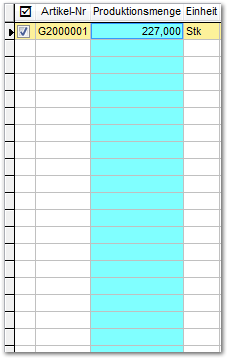 Artikel-Nr Produktionsmenge Einheit
G2000001 227,000 Stk